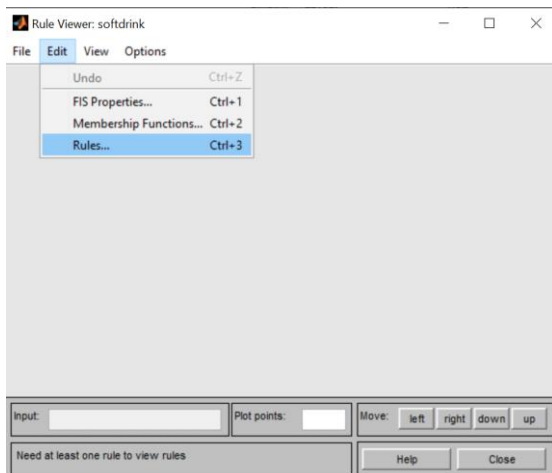 Rule Viewer: softdrink
File Edit View Options
Undo Ctrl+Z
FIS Properties... Ctrl+1
Membership Functions... Ctrl+2
Rules... Ctrl+3
Input: Plot points: Move: left right down up
Need at least one rule to view rules Help Close